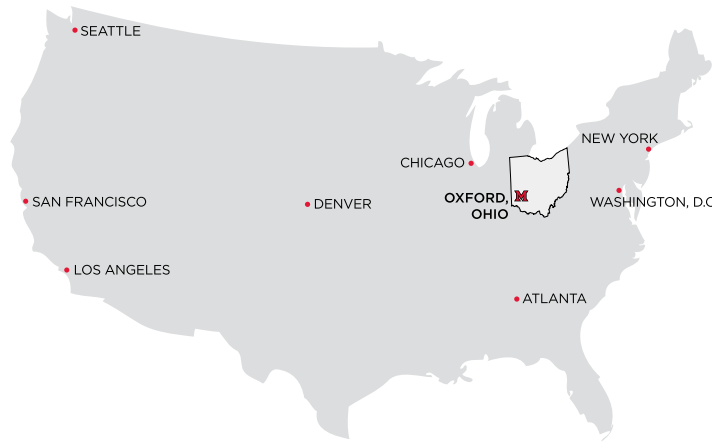 SEATTLE
NEW YORK
CHICAGO
OXFORD,
OHIO
M
SAN FRANCISCO
DENVER
WASHINGTON, D.C
LOS ANGELES
ATLANTA